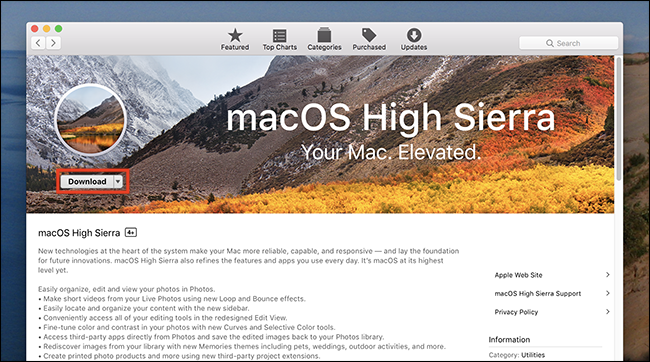 Featured
Top Charts
Categories
Purchased
Updates
Search
macOS High Sierra
Your Mac. Elevated.
Download
macOS High Sierra 4+
New technologies at the heart of the system make your Mac more reliable, capable, and responsive — and lay the foundation
for future innovations. macOS High Sierra also refines the features and apps you use every day. It's macOS at its highest
level yet.
Easily organize, edit and view your photos in Photos.
• Make short videos from your Live Photos using new Loop and Bounce effects.
• Easily locate and organize your content with the new sidebar.
• Conveniently access all of your editing tools in the redesigned Edit View.
• Fine-tune color and contrast in your photos with new Curves and Selective Color tools.
• Access third-party apps directly from Photos and save the edited images back to your Photos library.
• Rediscover images from your library with new Memories themes including pets, weddings, outdoor activities, and more.
• Create printed photo products and more using new third-party project extensions.
Apple Web Site
macOS High Sierra Support
Privacy Policy
Information
Category: Utilities